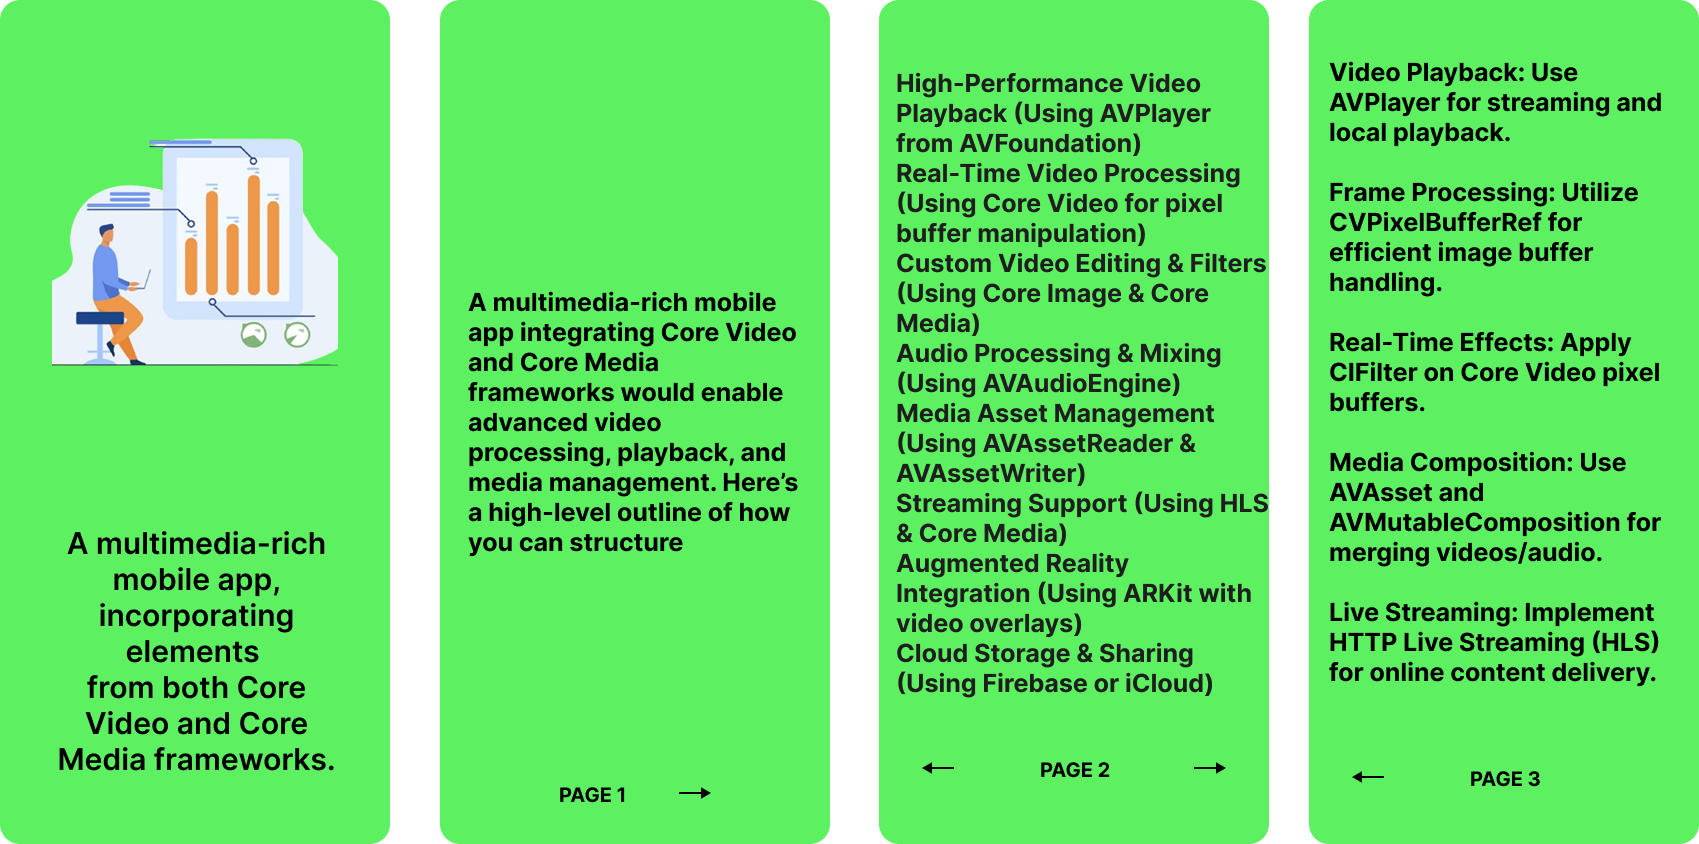 A multimedia-rich
mobile app,
incorporating
elements
from both Core
Video and Core
Media frameworks.
A multimedia-rich mobile
app integrating Core Video
and Core Media
frameworks would enable
advanced video
processing, playback, and
media management. Here’s
a high-level outline of how
you can structure
PAGE 1
High-Performance Video
Playback (Using AVPlayer
from AVFoundation)
Real-Time Video Processing
(Using Core Video for pixel
buffer manipulation)
Custom Video Editing & Filters
(Using Core Image & Core
Media)
Audio Processing & Mixing
(Using AVAudioEngine)
Media Asset Management
(Using AVAssetReader &
AVAssetWriter)
Streaming Support (Using HLS
& Core Media)
Augmented Reality
Integration (Using ARKit with
video overlays)
Cloud Storage & Sharing
(Using Firebase or iCloud)
PAGE 2
Video Playback: Use
AVPlayer for streaming and
local playback.
Frame Processing: Utilize
CVPixelBufferRef for
efficient image buffer
handling.
Real-Time Effects: Apply
CIFilter on Core Video pixel
buffers.
Media Composition: Use
AVAsset and
AVMutableComposition for
merging videos/audio.
Live Streaming: Implement
HTTP Live Streaming (HLS)
for online content delivery.
PAGE 3